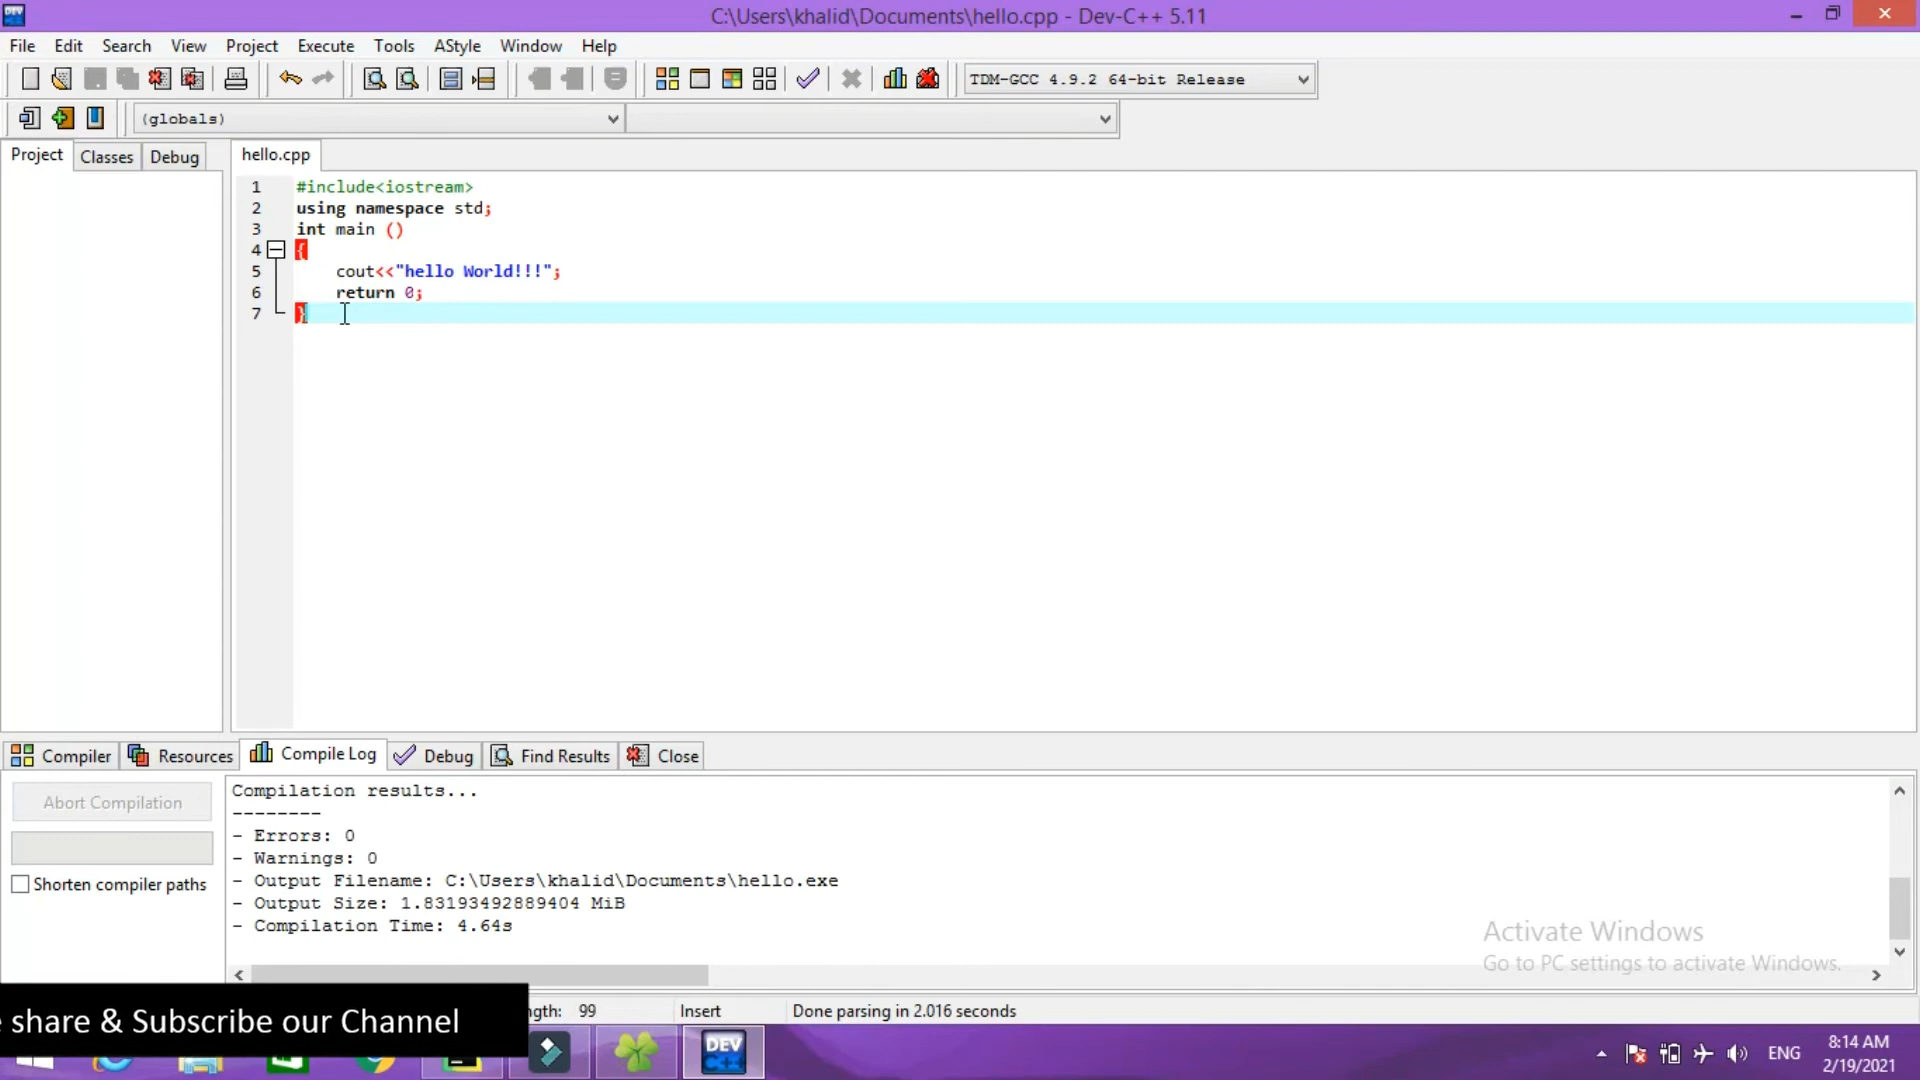 C:\Users\khalid\Documents\hello.cpp - Dev-C++ 5.11
File Edit Search View Project Execute Tools AStyle Window Help
TDM-GCC 4.9.2 64-bit Release
(globals)
Project Classes Debug hello.cpp
1 #include<iostream>
2 using namespace std;
3 int main ()
4 {
5 cout<<"hello World!!!";
6 return 0;
7 }
Compiler Resources Compile Log Debug Find Results Close
Abort Compilation
Shorten compiler paths
Compilation results...
--------
- Errors: 0
- Warnings: 0
- Output Filename: C:\Users\khalid\Documents\hello.exe
- Output Size: 1.83193492889404 MiB
- Compilation Time: 4.64s
Activate Windows
Go to PC settings to activate Windows.
share & Subscribe our Channel
99 Insert Done parsing in 2.016 seconds
DEV C++
ENG
8:14 AM
2/19/2021